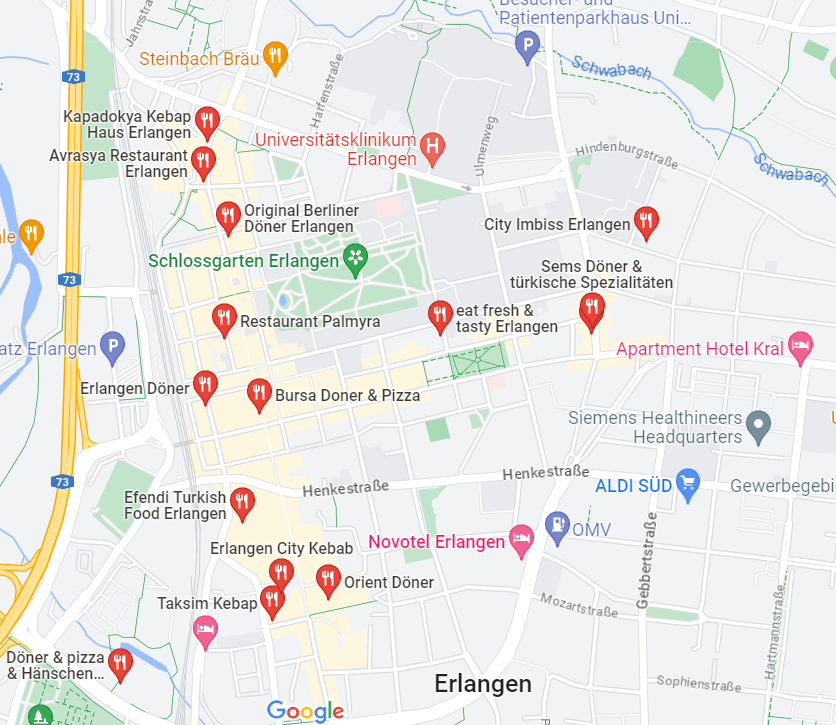 Besucher- und
Patientenparkhaus Uni...
Jahnstra
Steinbach Bräu
Schwabach
73
Harfenstraße
Kapadokya Kebap
Haus Erlangen
Universitätsklinikum
Erlangen
Ulmenweg
Hindenburgstraße
Avrasya Restaurant
Erlangen
Schwabach
Original Berliner
Döner Erlangen
City Imbiss Erlangen
le
Schlossgarten Erlangen
Sems Döner &
türkische Spezialitäten
73
Restaurant Palmyra
eat fresh &
tasty Erlangen
atz Erlangen
Apartment Hotel Kral
Erlangen Döner
Bursa Doner & Pizza
Siemens Healthineers
Headquarters
73
Henkestraße
Henkestraße
ALDI SÜD
Gewerbegebi
Efendi Turkish
Food Erlangen
OMV
Novotel Erlangen
Erlangen City Kebab
Gebbertstraße
Orient Döner
Taksim Kebap
Mozartstraße
Hartmannstraße
Döner & pizza
& Hänschen...
Erlangen
Sophienstraße
Google